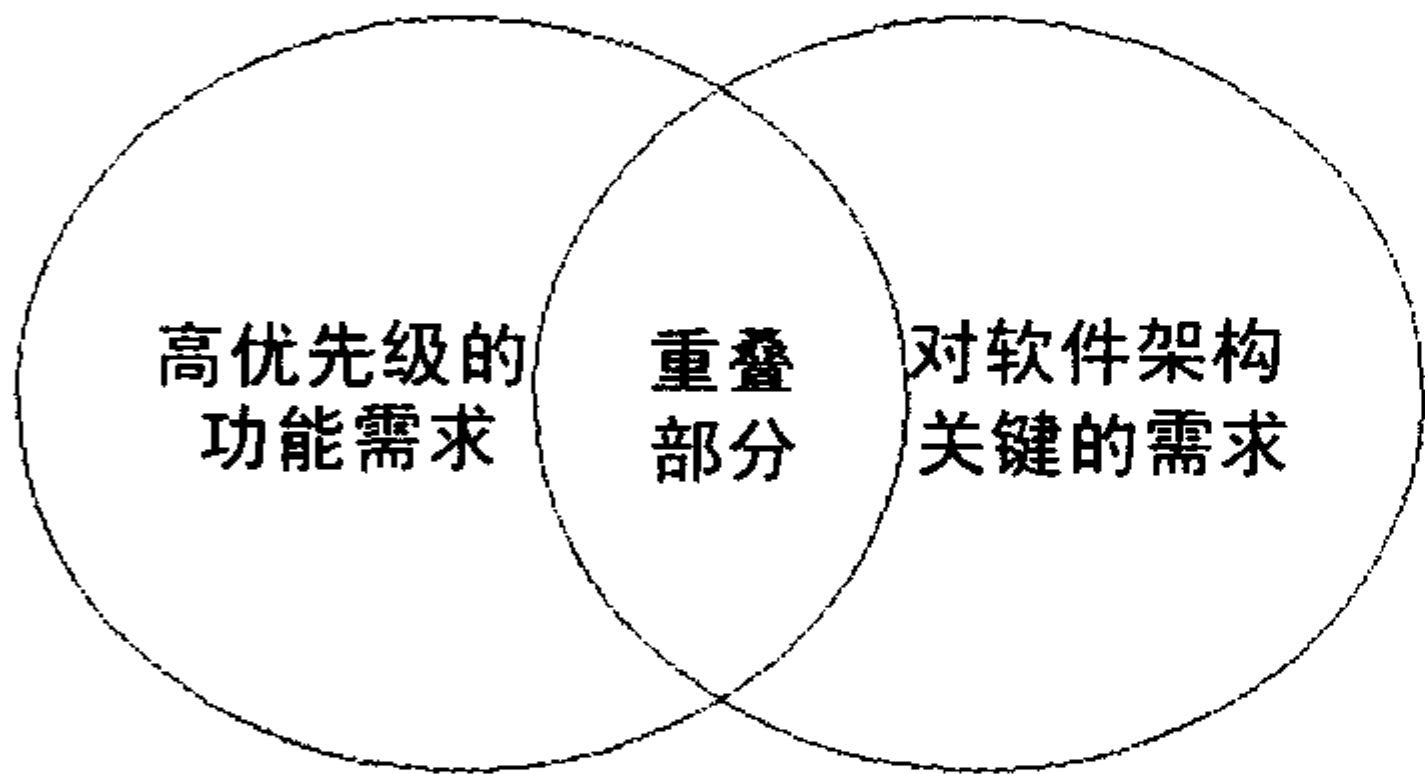 高优先级的
功能需求
重叠
部分
对软件架构
关键的需求